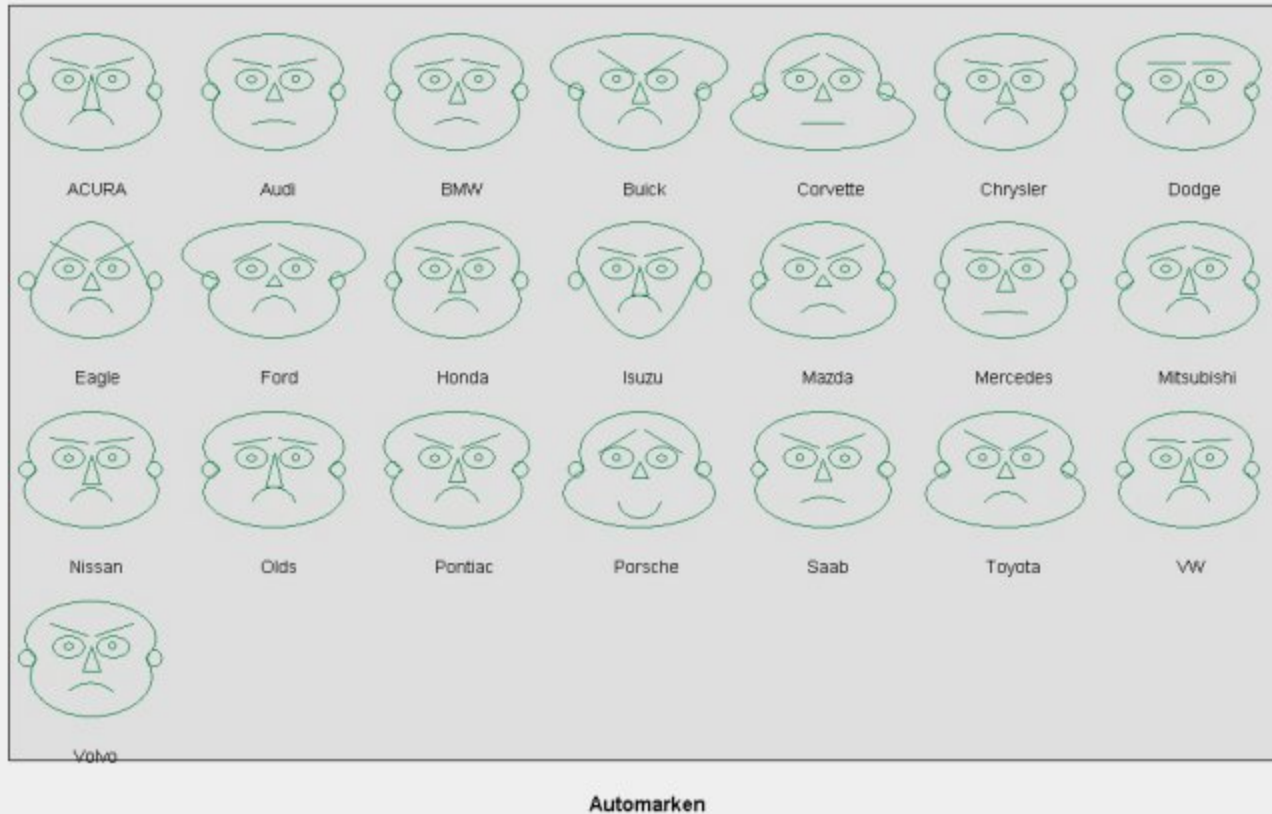 ACURA Audi BMW Buick Corvette Chrysler Dodge
Eagle Ford Honda Isuzu Mazda Mercedes Mitsubishi
Nissan Olds Pontiac Porsche Saab Toyota VW
Volvo
Automarken